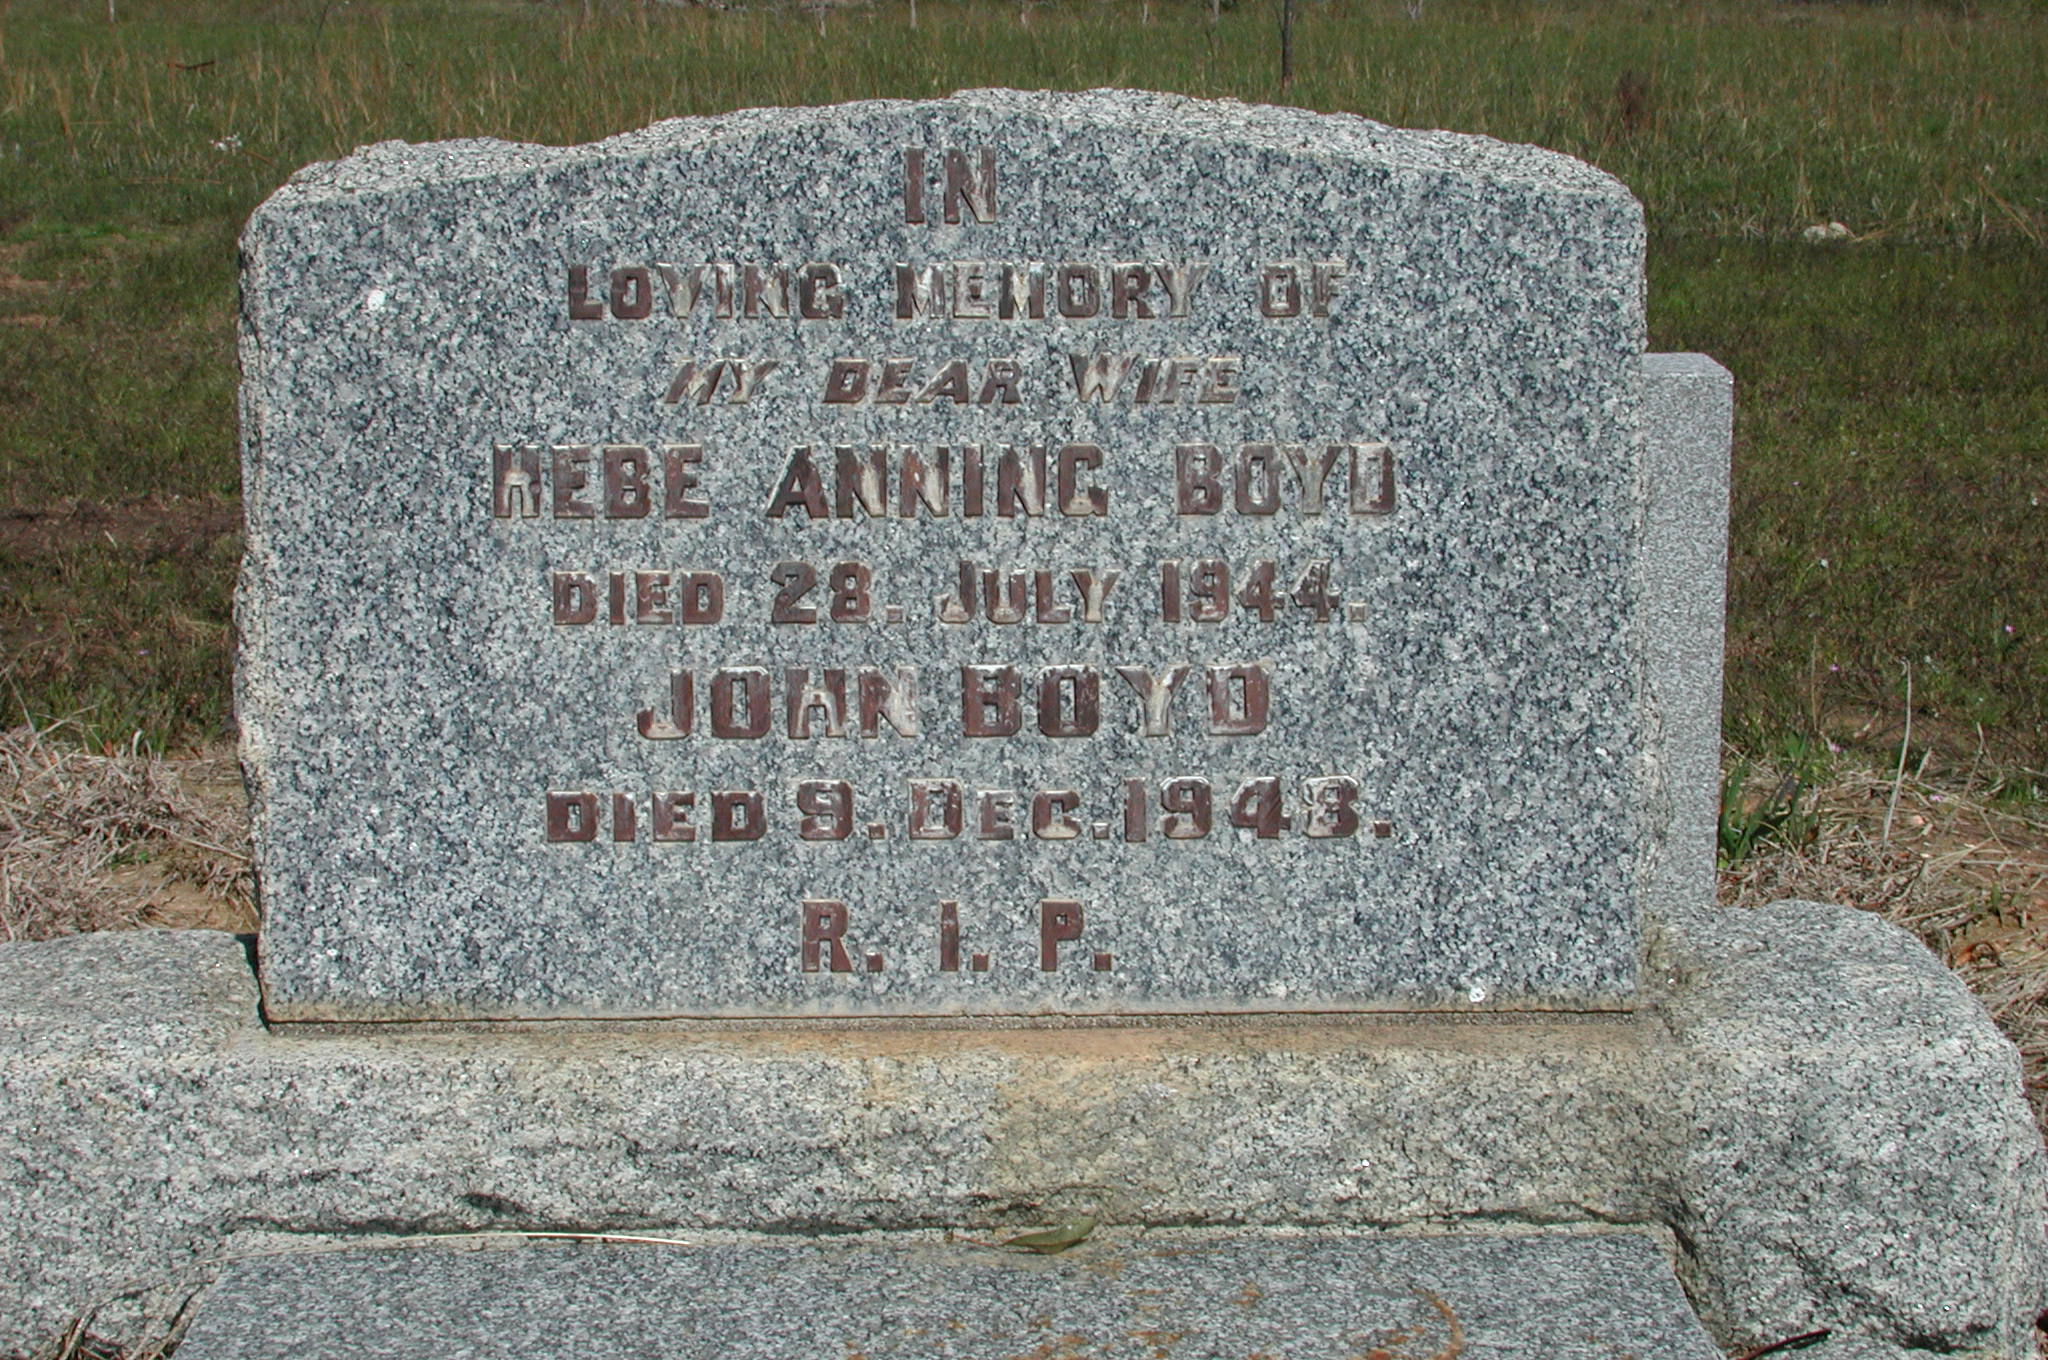 IN
LOVING MEMORY OF
MY DEAR WIFE
HEBE ANNING BOYD
DIED 28. JULY 1944.
JOHN BOYD
DIED 9. DEC. 1948.
R. I. P.